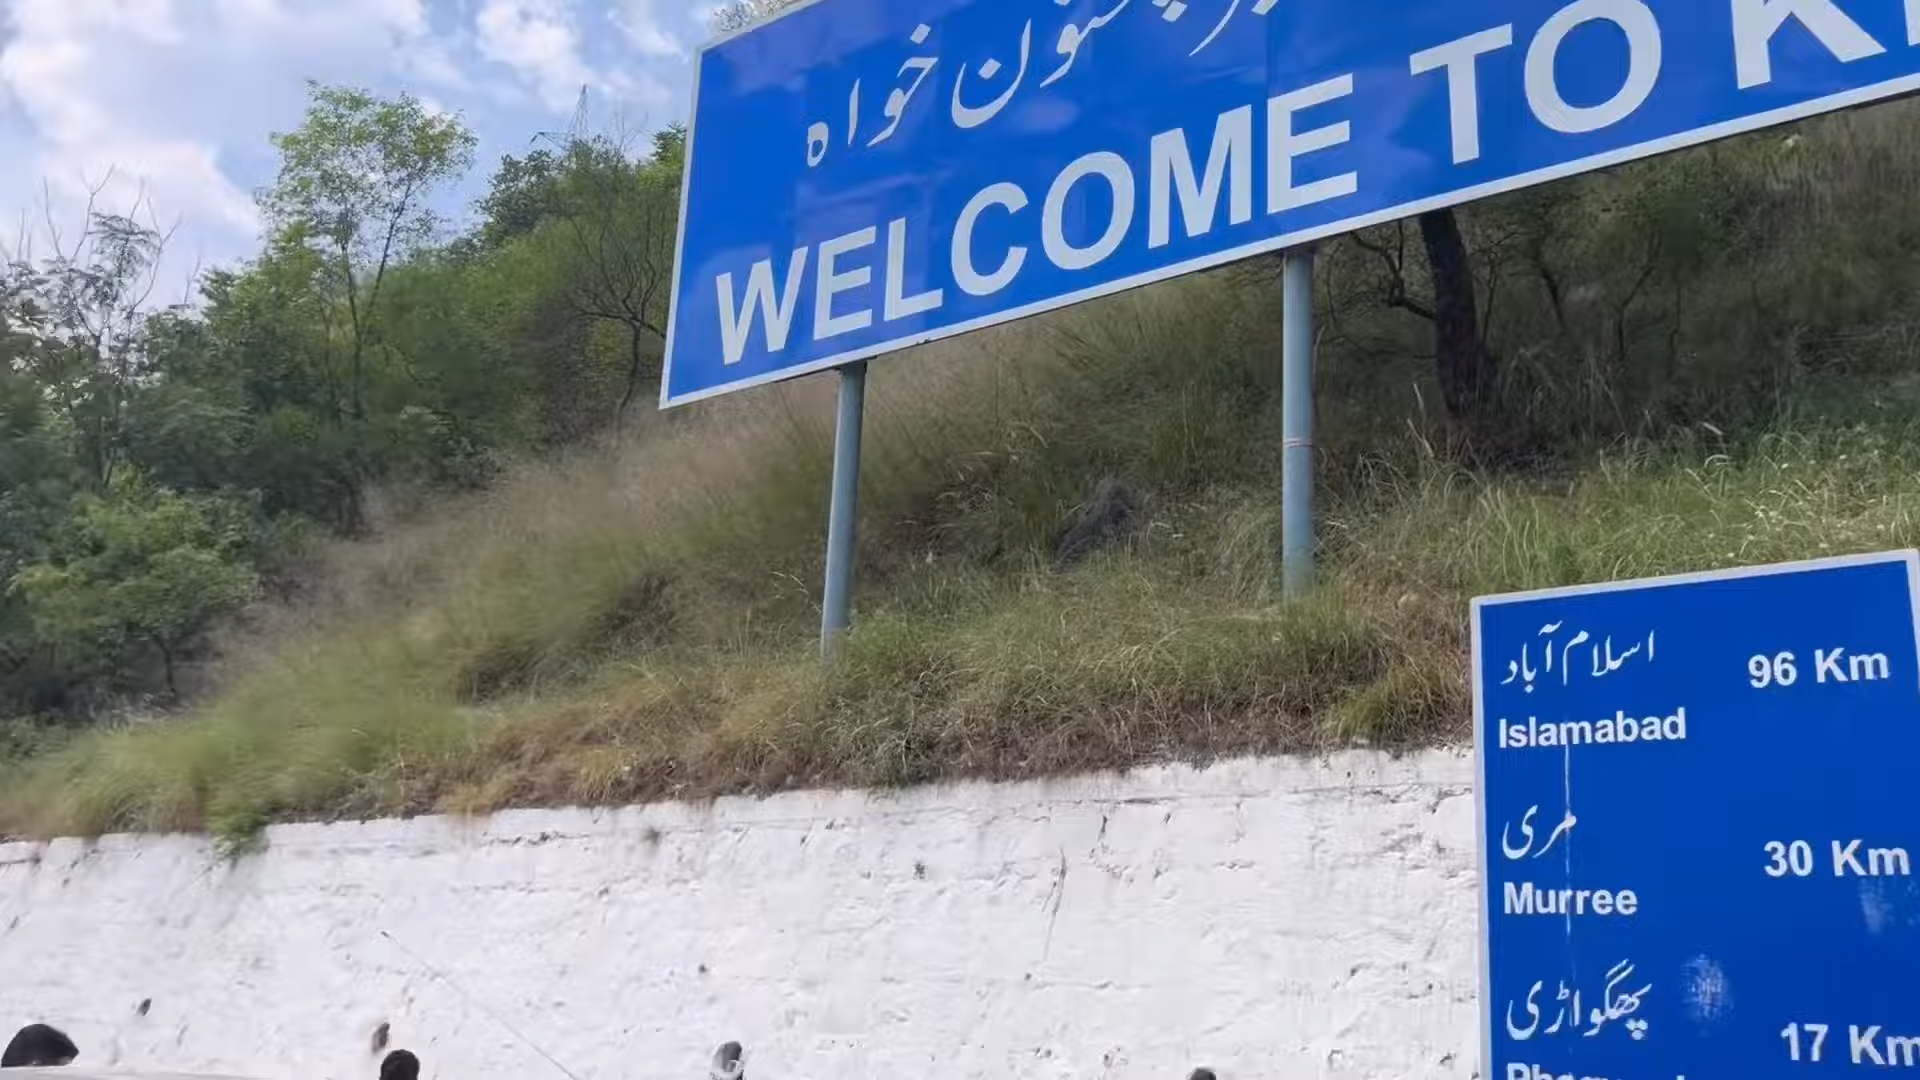 پختون خواہ
WELCOME TO
اسلام آباد 96 Km
Islamabad
مری 30 Km
Murree
پھگواڑی 17 Km